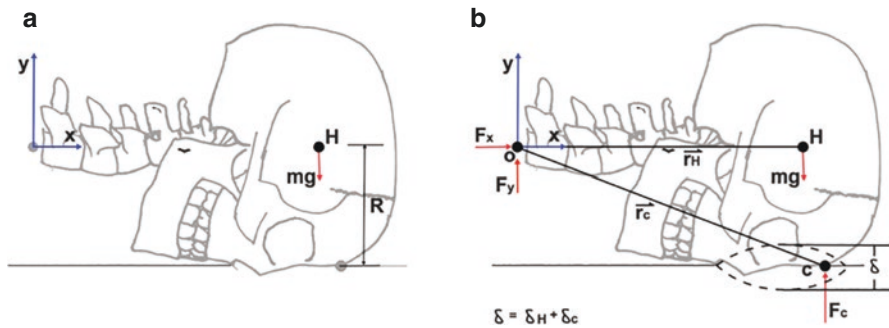 a
y
x
H
mg
R
b
y
Fx
o
x
rH
H
Fy
mg
rc
c
δ
Fc
δ = δH + δc